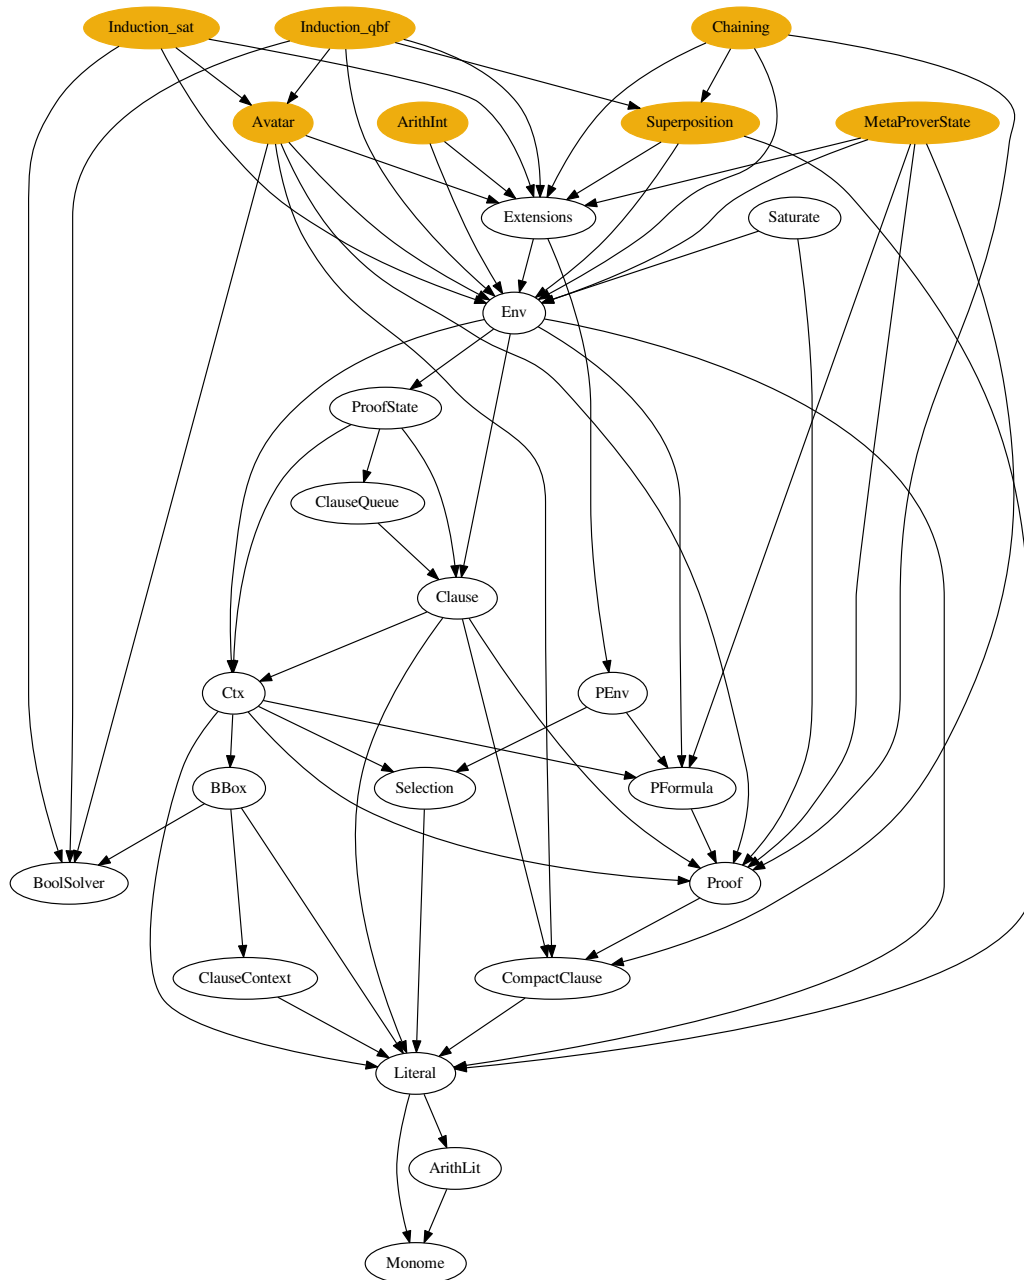 Induction_sat
Induction_qbf
Chaining
Avatar
ArithInt
Superposition
MetaProverState
Extensions
Saturate
Env
ProofState
ClauseQueue
Clause
Ctx
PEnv
BBox
Selection
PFormula
BoolSolver
Proof
ClauseContext
CompactClause
Literal
ArithLit
Monome